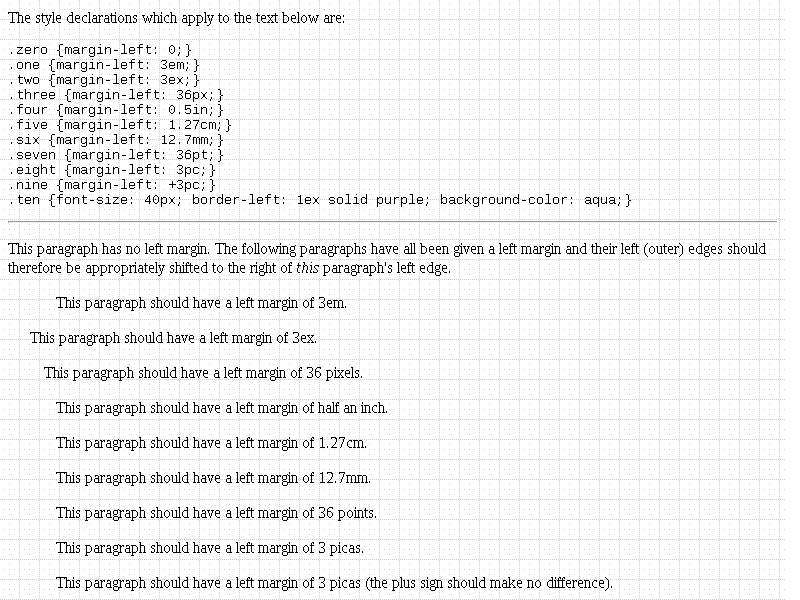 The style declarations which apply to the text below are:
.zero {margin-left: 0;}
.one {margin-left: 3em;}
.two {margin-left: 3ex;}
.three {margin-left: 36px;}
.four {margin-left: 0.5in;}
.five {margin-left: 1.27cm;}
.six {margin-left: 12.7mm;}
.seven {margin-left: 36pt;}
.eight {margin-left: 3pc;}
.nine {margin-left: +3pc;}
.ten {font-size: 40px; border-left: 1ex solid purple; background-color: aqua;}
This paragraph has no left margin. The following paragraphs have all been given a left margin and their left (outer) edges should
therefore be appropriately shifted to the right of this paragraph's left edge.
This paragraph should have a left margin of 3em.
This paragraph should have a left margin of 3ex.
This paragraph should have a left margin of 36 pixels.
This paragraph should have a left margin of half an inch.
This paragraph should have a left margin of 1.27cm.
This paragraph should have a left margin of 12.7mm.
This paragraph should have a left margin of 36 points.
This paragraph should have a left margin of 3 picas.
This paragraph should have a left margin of 3 picas (the plus sign should make no difference).